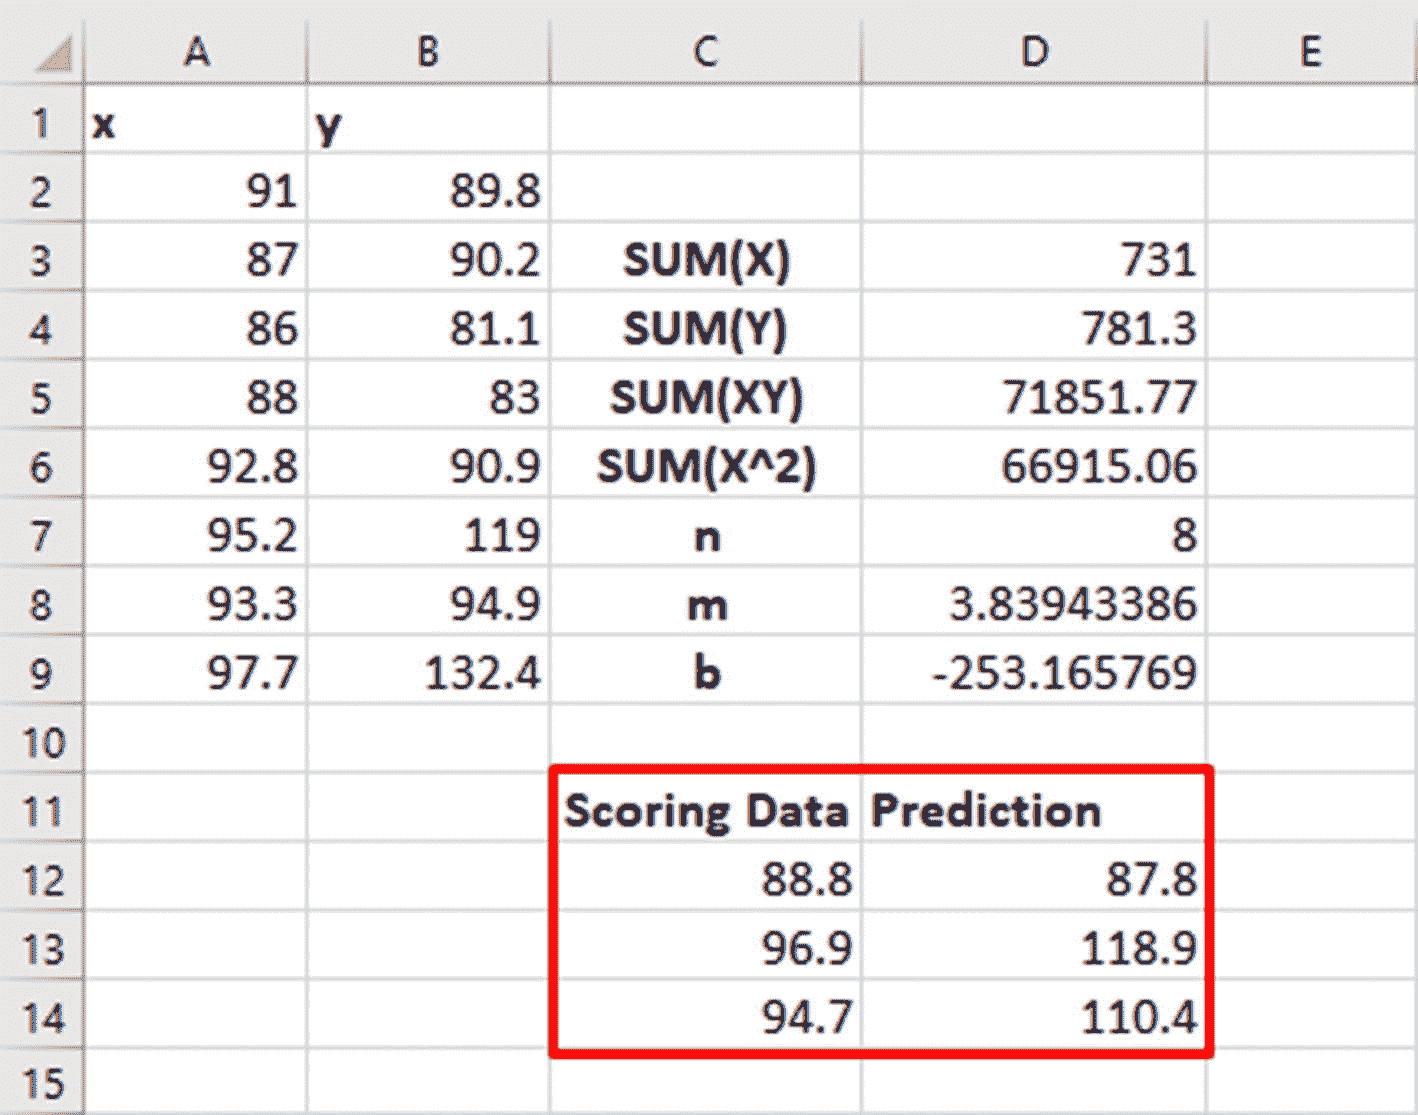 A B C D E
1 x y
2 91 89.8
3 87 90.2 SUM(X) 731
4 86 81.1 SUM(Y) 781.3
5 88 83 SUM(XY) 71851.77
6 92.8 90.9 SUM(X^2) 66915.06
7 95.2 119 n 8
8 93.3 94.9 m 3.83943386
9 97.7 132.4 b -253.165769
10
11 Scoring Data Prediction
12 88.8 87.8
13 96.9 118.9
14 94.7 110.4
15